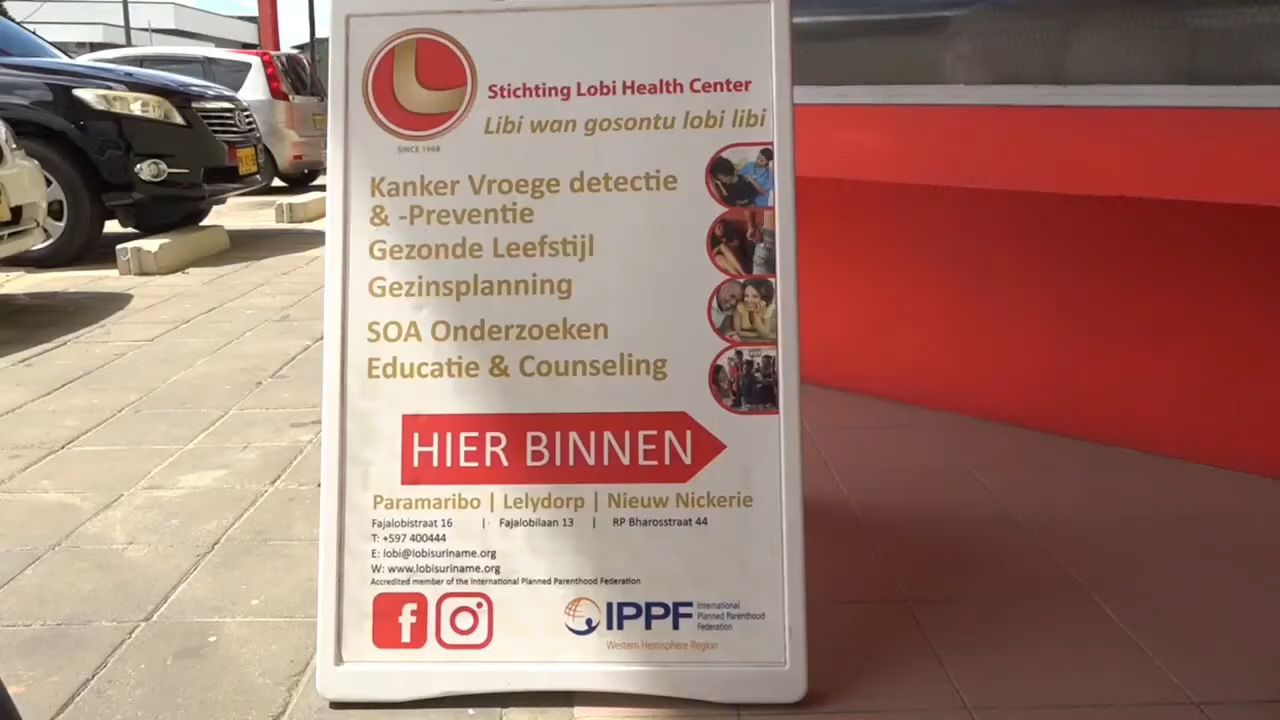 Stichting Lobi Health Center
Libi wan gosontu lobi libi
SINCE 1968
Kanker Vroege detectie
& -Preventie
Gezonde Leefstijl
Gezinsplanning
SOA Onderzoeken
Educatie & Counseling
HIER BINNEN
Paramaribo | Lelydorp | Nieuw Nickerie
Fajalobistraat 16 | Fajalobilaan 13 | RP Bharosstraat 44
T: +597 400444
E: lobi@lobisuriname.org
W: www.lobisuriname.org
Accredited member of the International Planned Parenthood Federation
IPPF
International
Planned Parenthood
Federation
Western Hemisphere Region